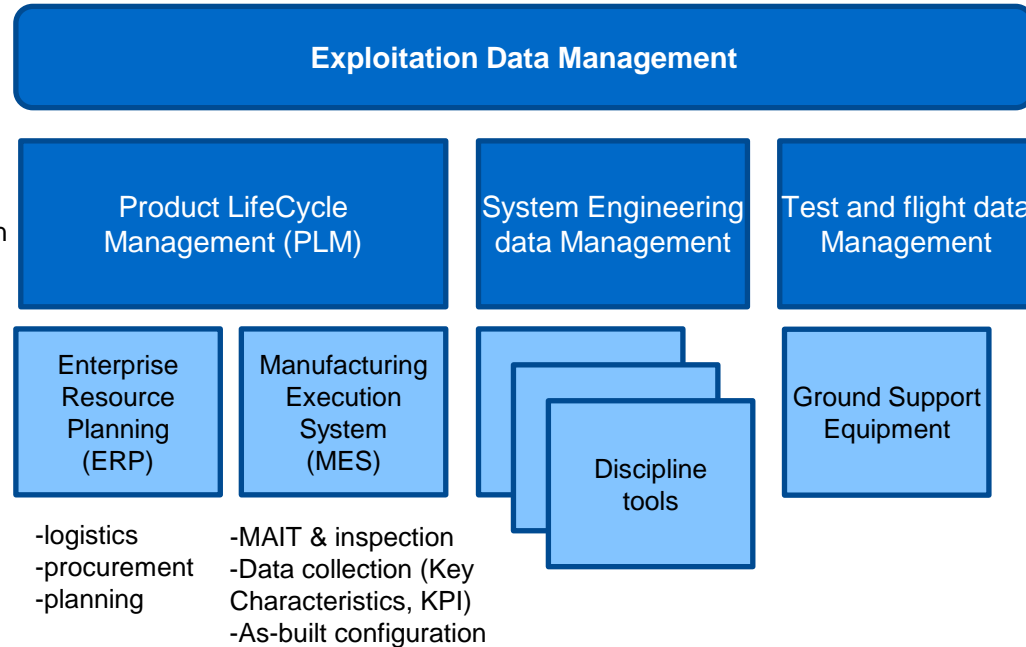 Exploitation Data Management
Product LifeCycle
Management (PLM)
System Engineering
data Management
Test and flight data
Management
n
Enterprise
Resource
Planning
(ERP)
Manufacturing
Execution
System
(MES)
Discipline
tools
Ground Support
Equipment
-logistics
-procurement
-planning
-MAIT & inspection
-Data collection (Key
Characteristics, KPI)
-As-built configuration